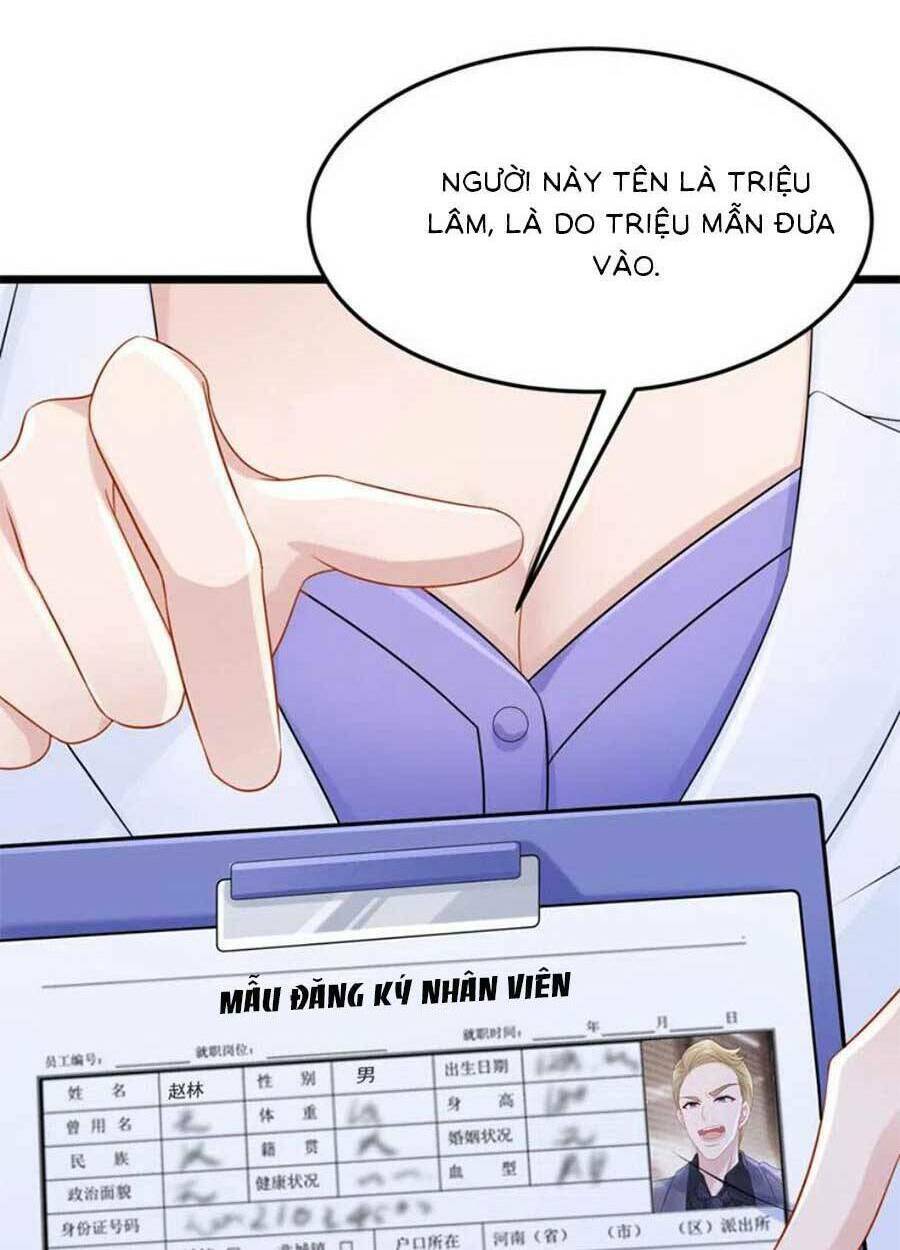 NGƯỜI NÀY TÊN LÀ TRIỆU
LÂM, LÀ DO TRIỆU MẪN ĐƯA
VÀO.
MẪU ĐĂNG KÝ NHÂN VIÊN
员工编号: 就职岗位: 就职时间: 年 月 日
姓 名 赵林 性 别 男 出生日期
曾用名 体 重 身 高
民 族 籍 贯 婚姻状况
政治面貌 健康状况 血 型
身份证号码
户口所在 河南（省） （市） （区）派出所